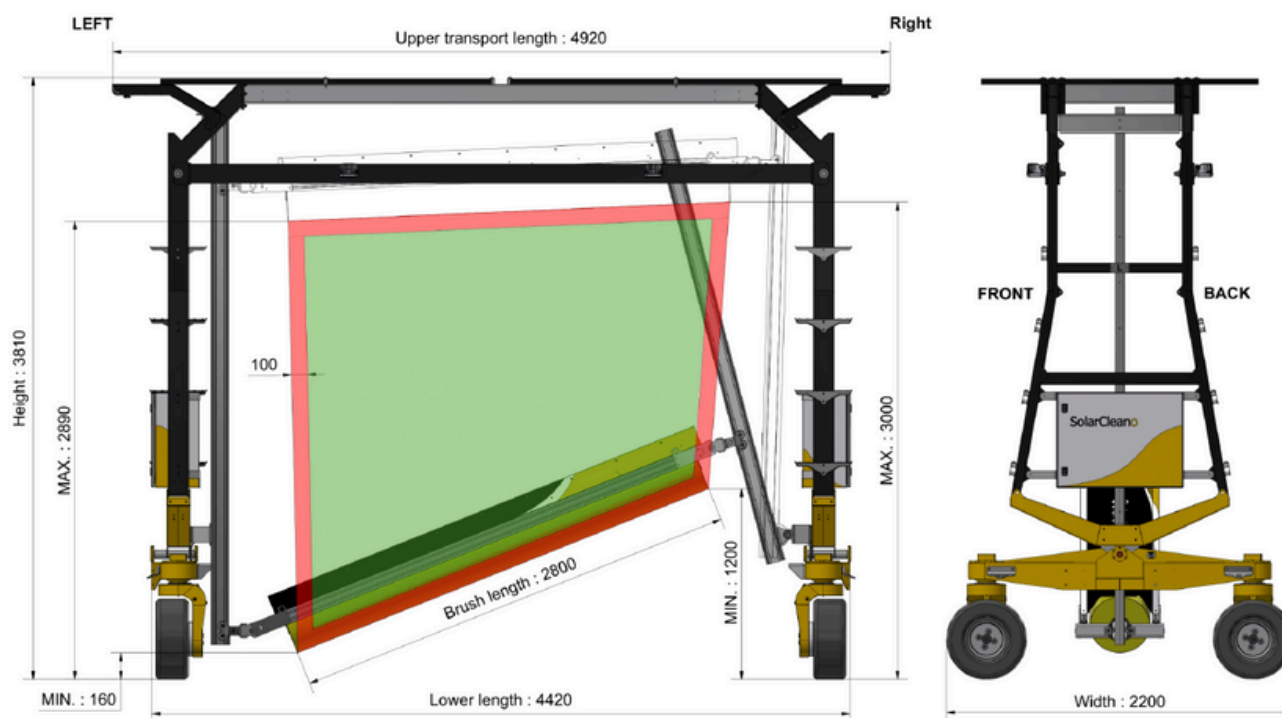 LEFT
Right
Upper transport length : 4920
Height : 3810
MAX. : 2890
100
MAX. : 3000
MIN. : 1200
Brush length : 2800
MIN. : 160
Lower length : 4420
FRONT
BACK
SolarCleano
Width : 2200